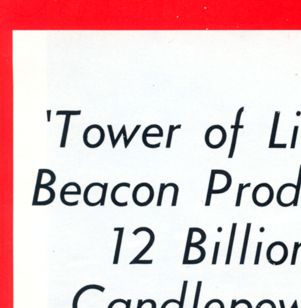 'Tower of Li
Beacon Prod
12 Billion
Candlepow